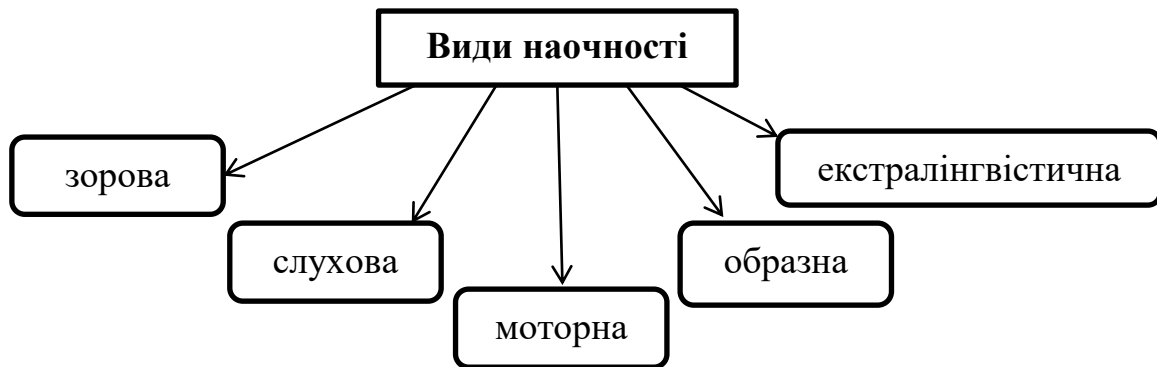 Види наочності
зорова
слухова
моторна
образна
екстралінгвістична